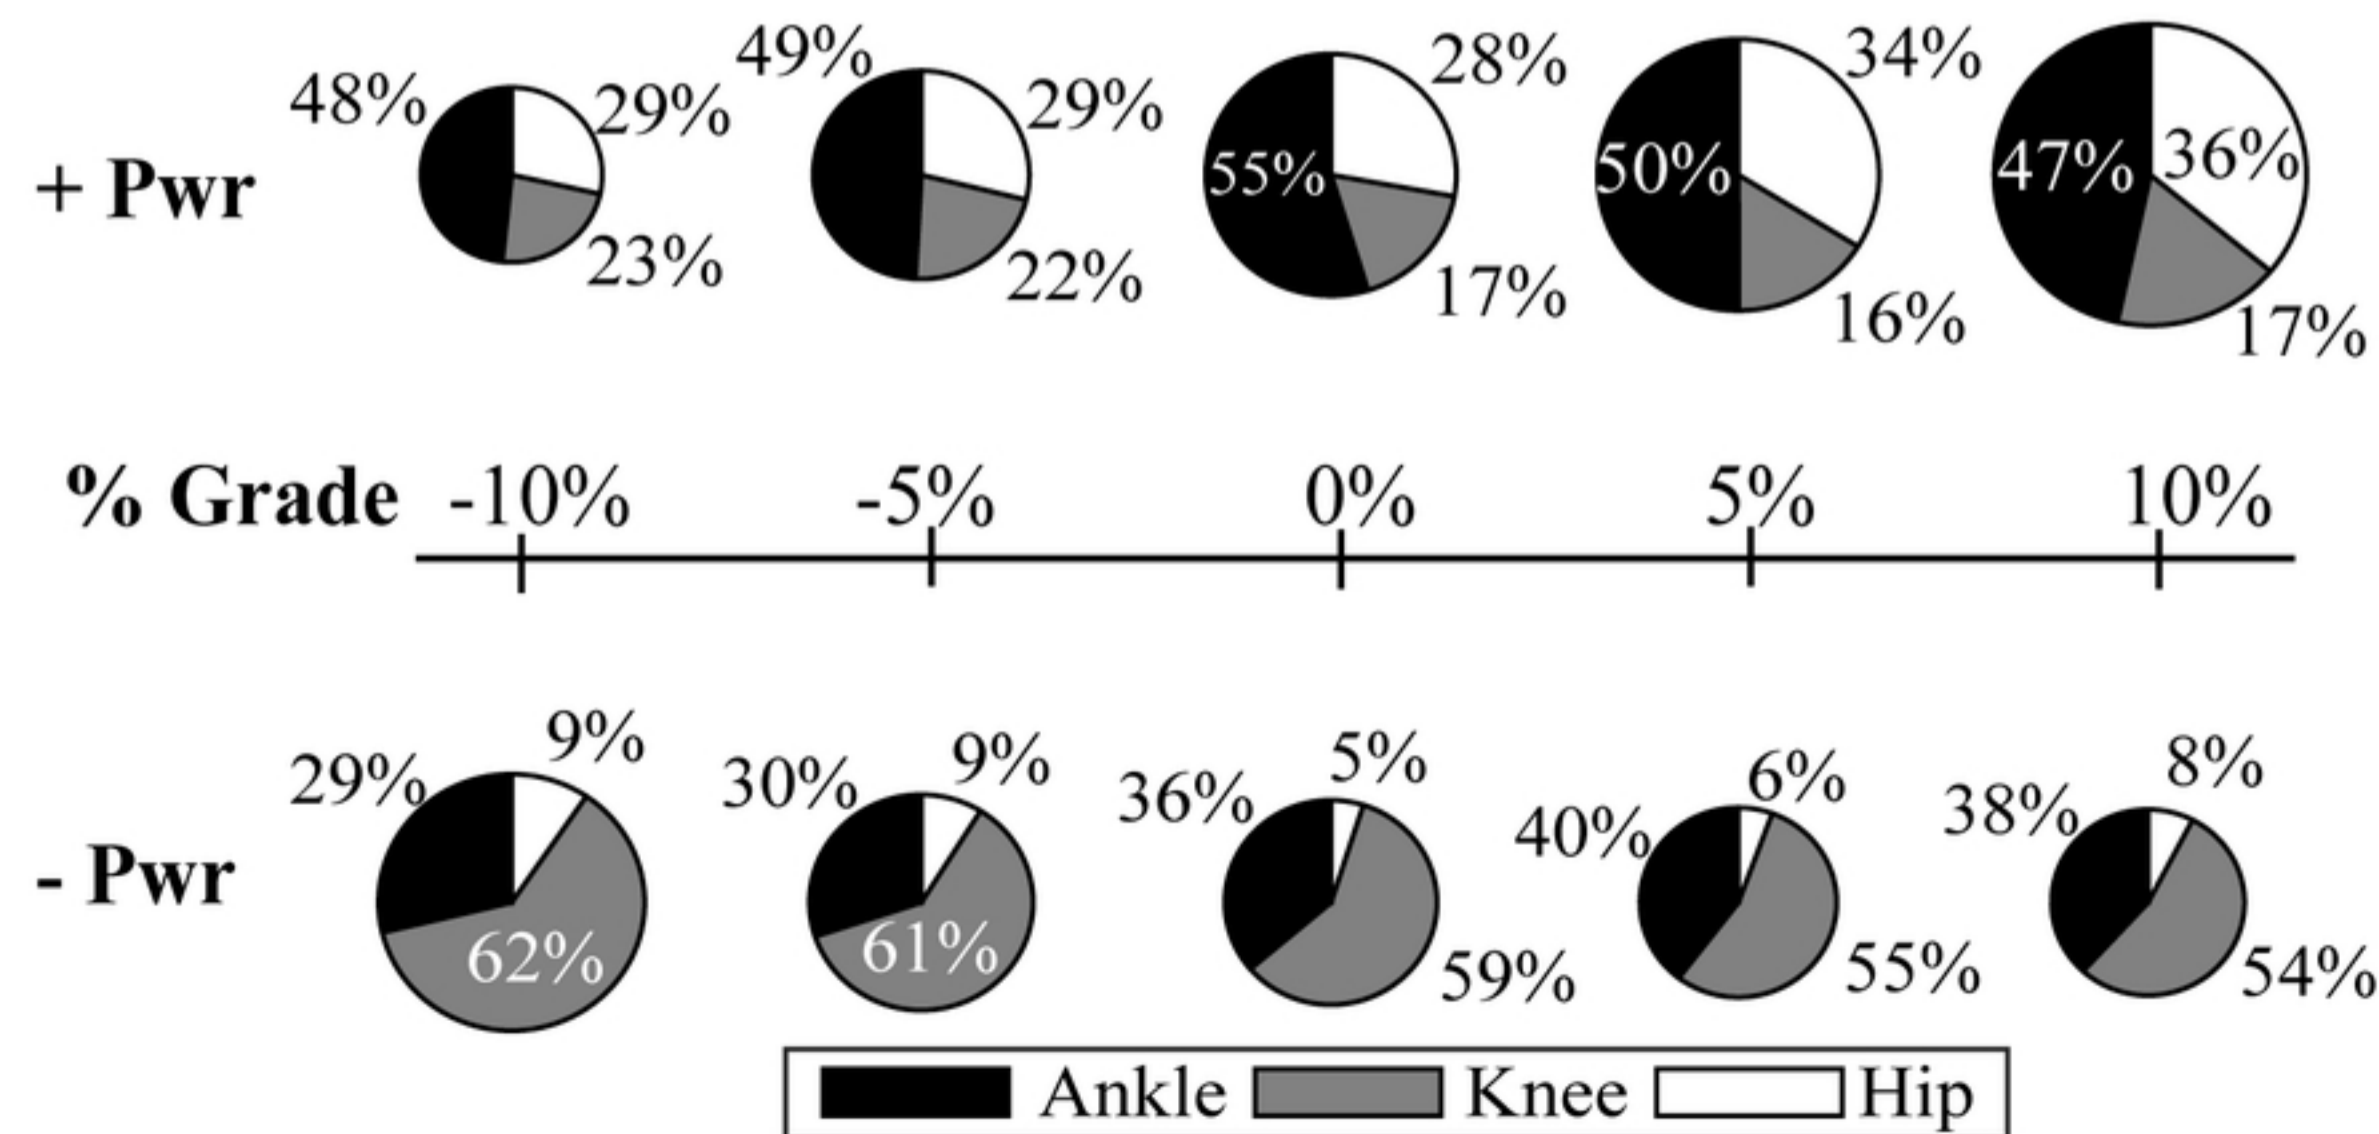 48% 29% 49% 29% 28% 34%
+ Pwr 55% 50% 47% 36%
23% 22% 17% 16% 17%
% Grade -10% -5% 0% 5% 10%
29% 9% 30% 9% 36% 5% 40% 6% 38% 8%
- Pwr 62% 61% 59% 55% 54%
Ankle Knee Hip